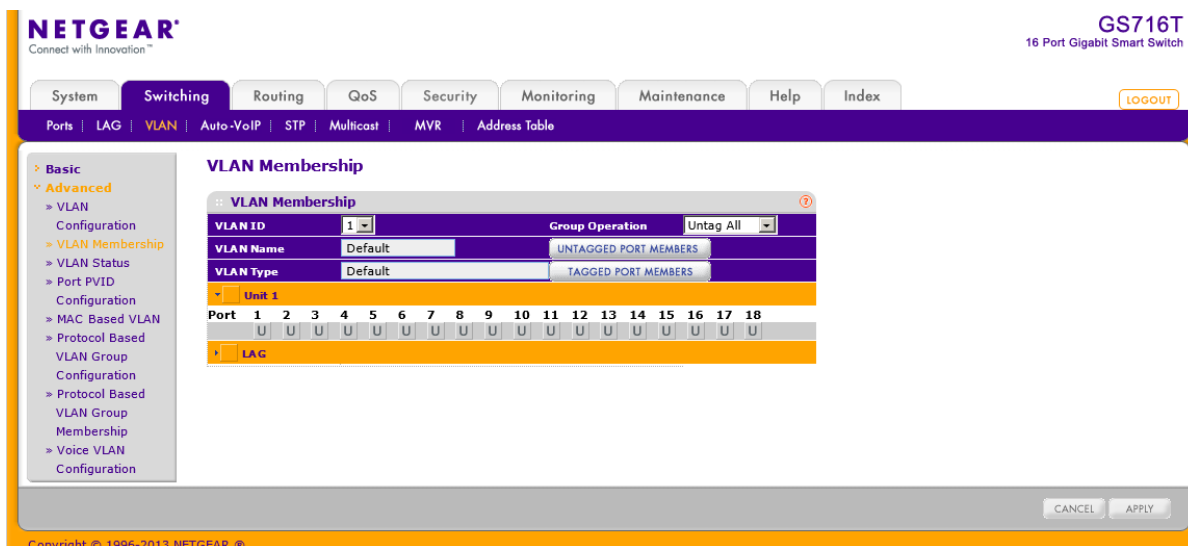 NETGEAR®
Connect with Innovation™
GS716T
16 Port Gigabit Smart Switch
System Switching Routing QoS Security Monitoring Maintenance Help Index
LOGOUT
Ports | LAG | VLAN | Auto-VoIP | STP | Multicast | MVR | Address Table
Basic
Advanced
» VLAN
Configuration
» VLAN Membership
» VLAN Status
» Port PVID
Configuration
» MAC Based VLAN
» Protocol Based
VLAN Group
Configuration
» Protocol Based
VLAN Group
Membership
» Voice VLAN
Configuration
VLAN Membership
VLAN Membership ?
VLAN ID 1 Group Operation Untag All
VLAN Name Default UNTAGGED PORT MEMBERS
VLAN Type Default TAGGED PORT MEMBERS
Unit 1
Port 1 2 3 4 5 6 7 8 9 10 11 12 13 14 15 16 17 18
U U U U U U U U U U U U U U U U U U
LAG
CANCEL APPLY
Copyright © 1996-2013 NETGEAR ®